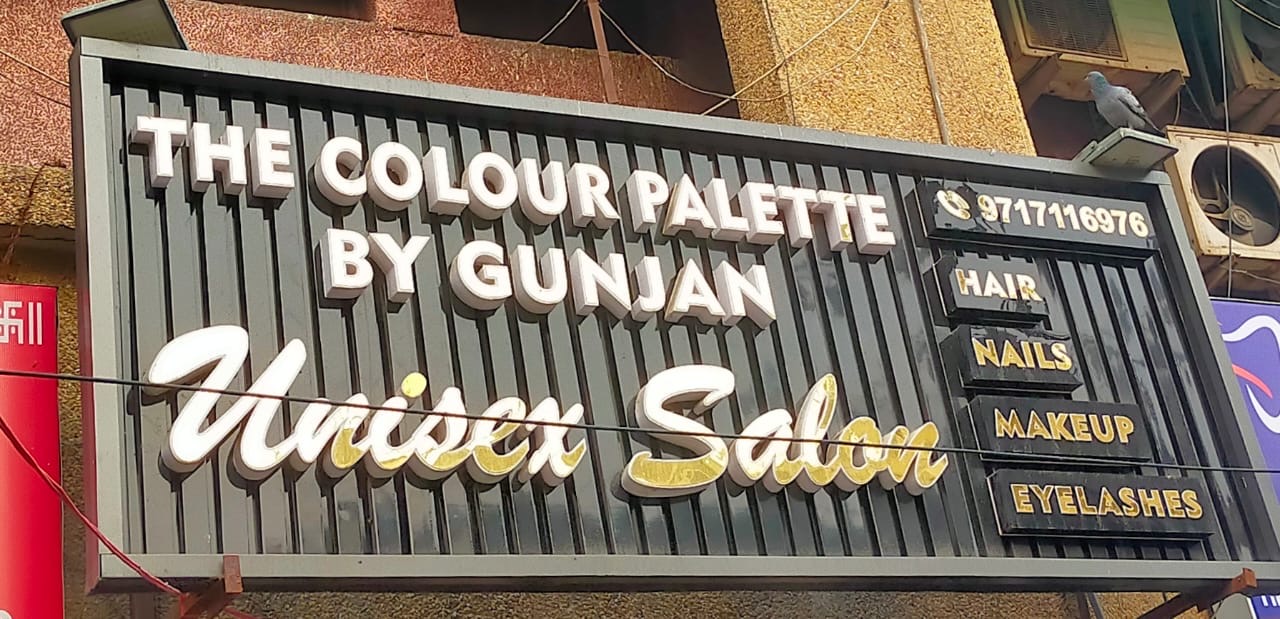 THE COLOUR PALETTE
BY GUNJAN
Unisex Salon
9717116976
HAIR
NAILS
MAKEUP
EYELASHES